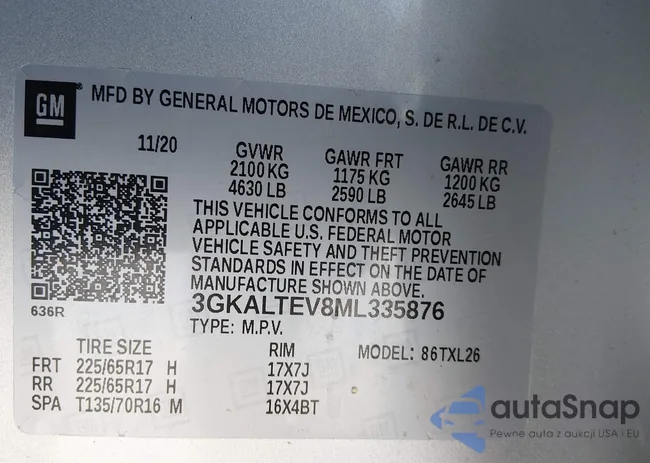 GM
MFD BY GENERAL MOTORS DE MEXICO, S. DE R.L. DE C.V.
11/20 GVWR GAWR FRT GAWR RR
2100 KG 1175 KG 1200 KG
4630 LB 2590 LB 2645 LB
THIS VEHICLE CONFORMS TO ALL
APPLICABLE U.S. FEDERAL MOTOR
VEHICLE SAFETY AND THEFT PREVENTION
STANDARDS IN EFFECT ON THE DATE OF
MANUFACTURE SHOWN ABOVE.
3GKALTEV8ML335876
636R
TYPE: M.P.V.
TIRE SIZE RIM MODEL: 86TXL26
FRT 225/65R17 H 17X7J
RR 225/65R17 H 17X7J
SPA T135/70R16 M 16X4BT
autaSnap
Pewne auta z aukcji USA i EU